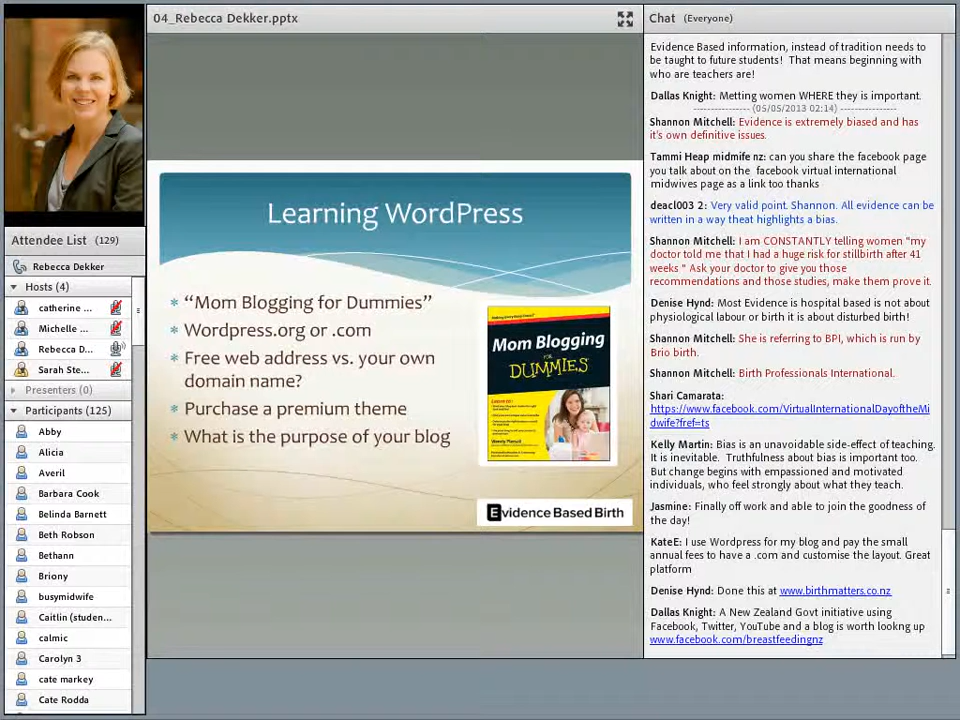 04_Rebecca Dekker.pptx
Chat (Everyone)
Attendee List (129)
Rebecca Dekker
Hosts (4)
catherine ...
Michelle ...
Rebecca D...
Sarah Ste...
Presenters (0)
Participants (125)
Abby
Alicia
Averil
Barbara Cook
Belinda Barnett
Beth Robson
Bethann
Briony
busymidwife
Caitlin (studen...
calmic
Carolyn 3
cate markey
Cate Rodda
Learning WordPress
* “Mom Blogging for Dummies”
* Wordpress.org or .com
* Free web address vs. your own
domain name?
* Purchase a premium theme
* What is the purpose of your blog
Making Everything Easier!
Mom Blogging
FOR
DUMMIES
Evidence Based Birth
Evidence Based information, instead of tradition needs to
be taught to future students! That means beginning with
who are teachers are!
Dallas Knight: Metting women WHERE they is important.
---------------- (05/05/2013 02:14) ----------------
Shannon Mitchell: Evidence is extremely biased and has
it's own definitive issues.
Tammi Heap midmife nz: can you share the facebook page
you talk about on the facebook virtual international
midwives page as a link too thanks
deacl003 2: Very valid point. Shannon. All evidence can be
written in a way theat highlights a bias.
Shannon Mitchell: I am CONSTANTLY telling women "my
doctor told me that I had a huge risk for stillbirth after 41
weeks " Ask your doctor to give you those
recommendations and those studies, make them prove it.
Denise Hynd: Most Evidence is hospital based is not about
physiological labour or birth it is about disturbed birth!
Shannon Mitchell: She is referring to BPI, which is run by
Brio birth.
Shannon Mitchell: Birth Professionals International.
Shari Camarata:
https://www.facebook.com/VirtualInternationalDayoftheMi
dwife?fref=ts
Kelly Martin: Bias is an unavoidable side-effect of teaching.
It is inevitable. Truthfulness about bias is important too.
But change begins with empassioned and motivated
individuals, who feel strongly about what they teach.
Jasmine: Finally off work and able to join the goodness of
the day!
KateE: I use Wordpress for my blog and pay the small
annual fees to have a .com and customise the layout. Great
platform
Denise Hynd: Done this at www.birthmatters.co.nz
Dallas Knight: A New Zealand Govt initiative using
Facebook, Twitter, YouTube and a blog is worth lookng up
www.facebook.com/breastfeedingnz